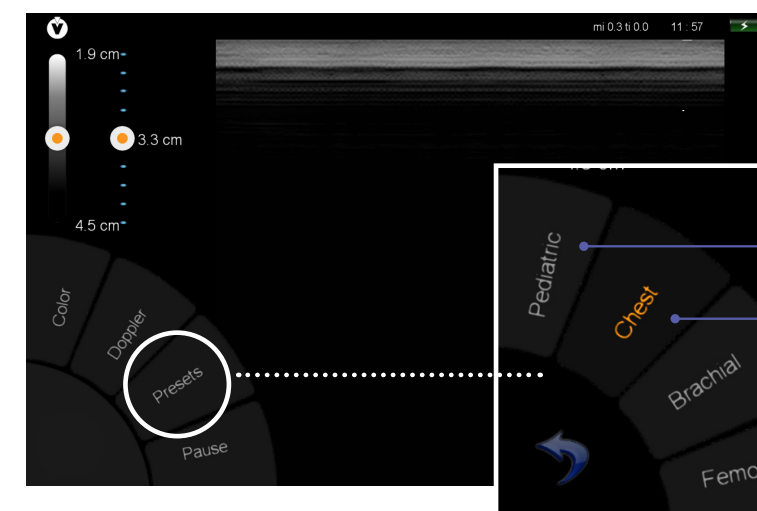 V
mi 0.3 ti 0.0 11 : 57
1.9 cm
3.3 cm
4.5 cm
Color
Doppler
Presets
Pause
Pediatric
Chest
Brachial
Femo